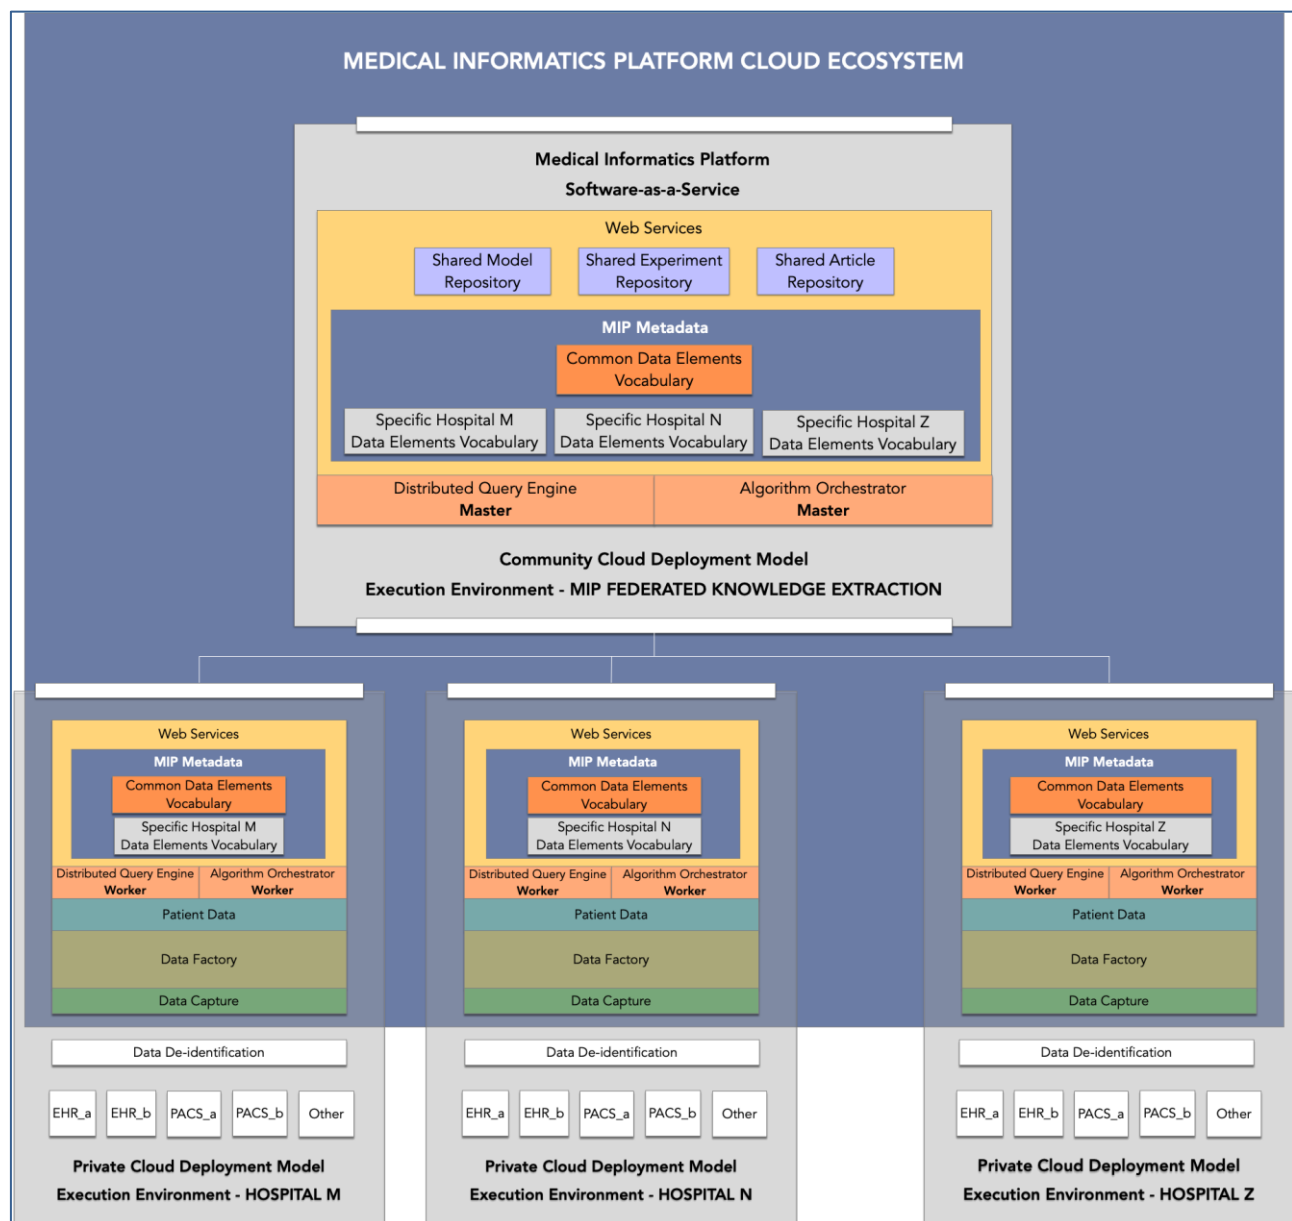 MEDICAL INFORMATICS PLATFORM CLOUD ECOSYSTEM
Medical Informatics Platform
Software-as-a-Service
Web Services
Shared Model
Repository
Shared Experiment
Repository
Shared Article
Repository
MIP Metadata
Common Data Elements
Vocabulary
Specific Hospital M
Data Elements Vocabulary
Specific Hospital N
Data Elements Vocabulary
Specific Hospital Z
Data Elements Vocabulary
Distributed Query Engine
Master
Algorithm Orchestrator
Master
Community Cloud Deployment Model
Execution Environment - MIP FEDERATED KNOWLEDGE EXTRACTION
Web Services
MIP Metadata
Common Data Elements
Vocabulary
Specific Hospital M
Data Elements Vocabulary
Distributed Query Engine
Worker
Algorithm Orchestrator
Worker
Patient Data
Data Factory
Data Capture
Data De-identification
EHR_a
EHR_b
PACS_a
PACS_b
Other
Private Cloud Deployment Model
Execution Environment - HOSPITAL M
Web Services
MIP Metadata
Common Data Elements
Vocabulary
Specific Hospital N
Data Elements Vocabulary
Distributed Query Engine
Worker
Algorithm Orchestrator
Worker
Patient Data
Data Factory
Data Capture
Data De-identification
EHR_a
EHR_b
PACS_a
PACS_b
Other
Private Cloud Deployment Model
Execution Environment - HOSPITAL N
Web Services
MIP Metadata
Common Data Elements
Vocabulary
Specific Hospital Z
Data Elements Vocabulary
Distributed Query Engine
Worker
Algorithm Orchestrator
Worker
Patient Data
Data Factory
Data Capture
Data De-identification
EHR_a
EHR_b
PACS_a
PACS_b
Other
Private Cloud Deployment Model
Execution Environment - HOSPITAL Z